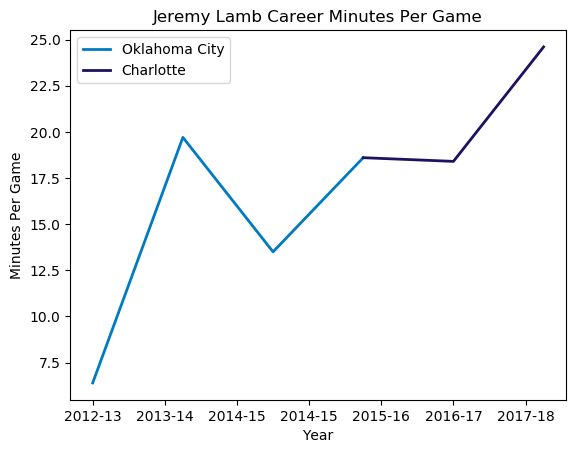 Jeremy Lamb Career Minutes Per Game
Oklahoma City
Charlotte
25.0
22.5
20.0
17.5
15.0
12.5
10.0
7.5
Minutes Per Game
2012-13 2013-14 2014-15 2014-15 2015-16 2016-17 2017-18
Year